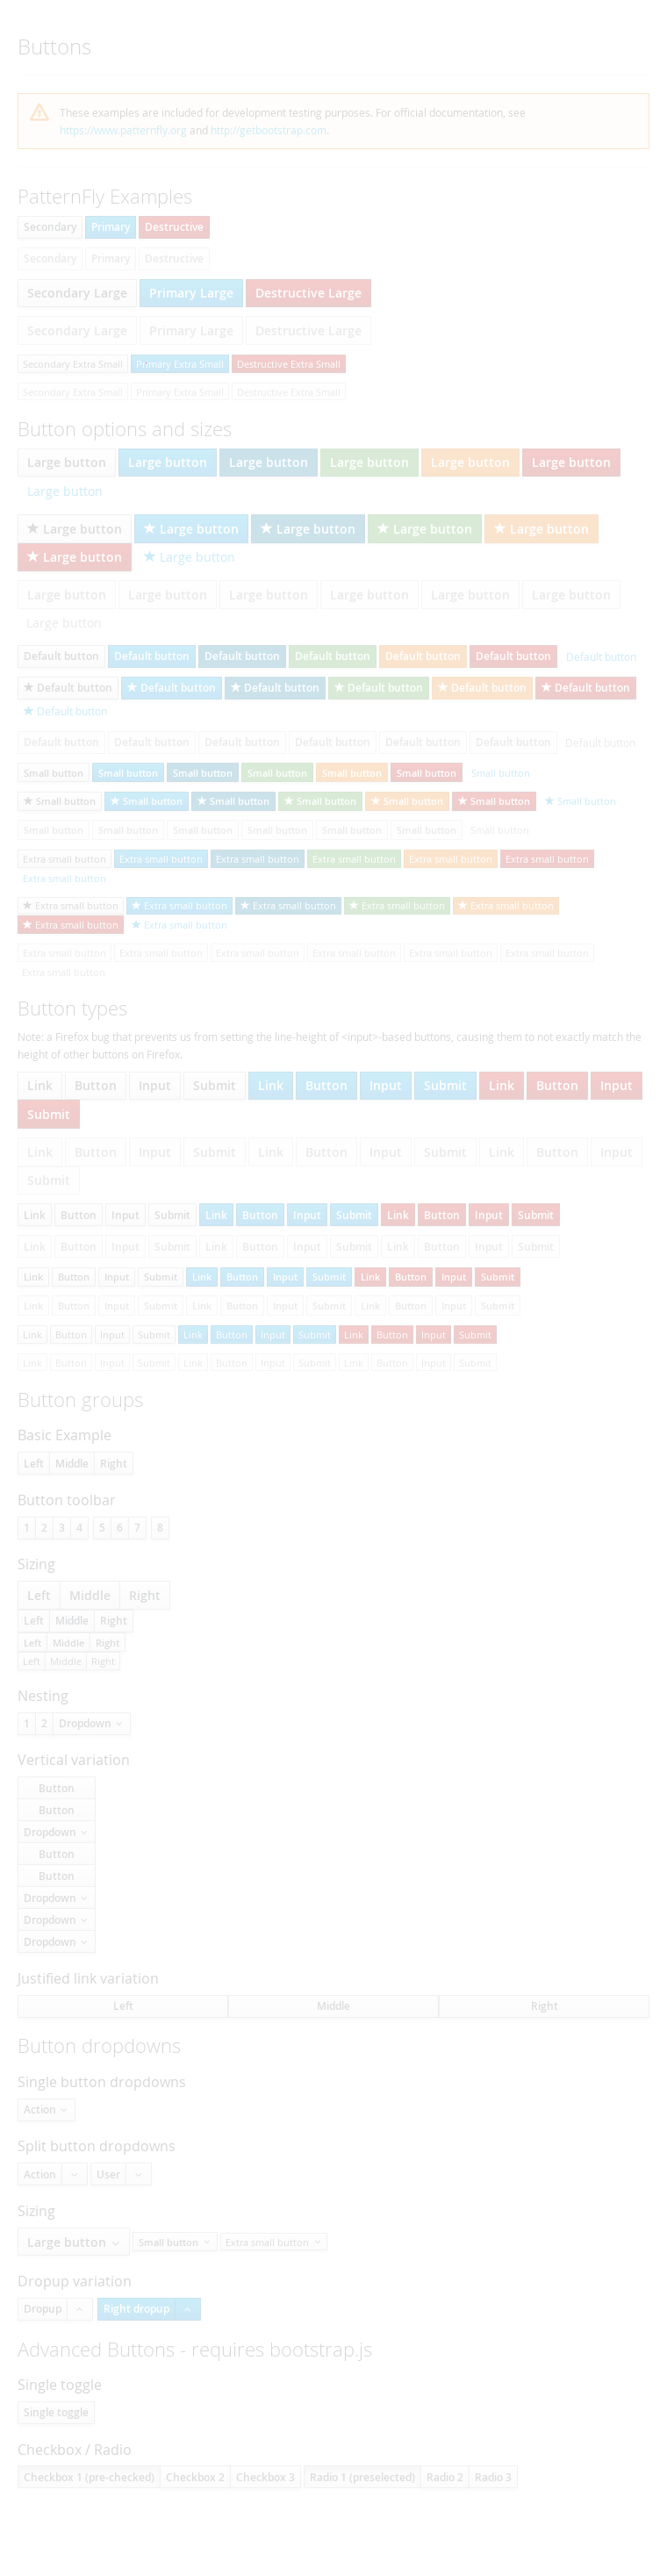 Buttons
These examples are included for development testing purposes. For official documentation, see
https://www.patternfly.org and http://getbootstrap.com.
PatternFly Examples
Secondary Primary Destructive
Secondary Primary Destructive
Secondary Large Primary Large Destructive Large
Secondary Large Primary Large Destructive Large
Secondary Extra Small Primary Extra Small Destructive Extra Small
Secondary Extra Small Primary Extra Small Destructive Extra Small
Button options and sizes
Large button Large button Large button Large button Large button Large button
Large button
Large button Large button Large button Large button Large button
Large button Large button
Large button Large button Large button Large button Large button Large button
Large button
Default button Default button Default button Default button Default button Default button Default button
Default button Default button Default button Default button Default button Default button
Default button
Default button Default button Default button Default button Default button Default button Default button
Small button Small button Small button Small button Small button Small button Small button
Small button Small button Small button Small button Small button Small button Small button
Small button Small button Small button Small button Small button Small button Small button
Extra small button Extra small button Extra small button Extra small button Extra small button Extra small button
Extra small button
Extra small button Extra small button Extra small button Extra small button Extra small button
Extra small button Extra small button
Extra small button Extra small button Extra small button Extra small button Extra small button Extra small button
Extra small button
Button types
Note: a Firefox bug that prevents us from setting the line-height of <input>-based buttons, causing them to not exactly match the
height of other buttons on Firefox.
Link Button Input Submit Link Button Input Submit Link Button Input
Submit
Link Button Input Submit Link Button Input Submit Link Button Input
Submit
Link Button Input Submit Link Button Input Submit Link Button Input Submit
Link Button Input Submit Link Button Input Submit Link Button Input Submit
Link Button Input Submit Link Button Input Submit Link Button Input Submit
Link Button Input Submit Link Button Input Submit Link Button Input Submit
Link Button Input Submit Link Button Input Submit Link Button Input Submit
Link Button Input Submit Link Button Input Submit Link Button Input Submit
Button groups
Basic Example
Left Middle Right
Button toolbar
1 2 3 4 5 6 7 8
Sizing
Left Middle Right
Left Middle Right
Left Middle Right
Left Middle Right
Nesting
1 2 Dropdown
Vertical variation
Button
Button
Dropdown
Button
Button
Dropdown
Dropdown
Dropdown
Justified link variation
Left Middle Right
Button dropdowns
Single button dropdowns
Action
Split button dropdowns
Action User
Sizing
Large button Small button Extra small button
Dropup variation
Dropup Right dropup
Advanced Buttons - requires bootstrap.js
Single toggle
Single toggle
Checkbox / Radio
Checkbox 1 (pre-checked) Checkbox 2 Checkbox 3 Radio 1 (preselected) Radio 2 Radio 3